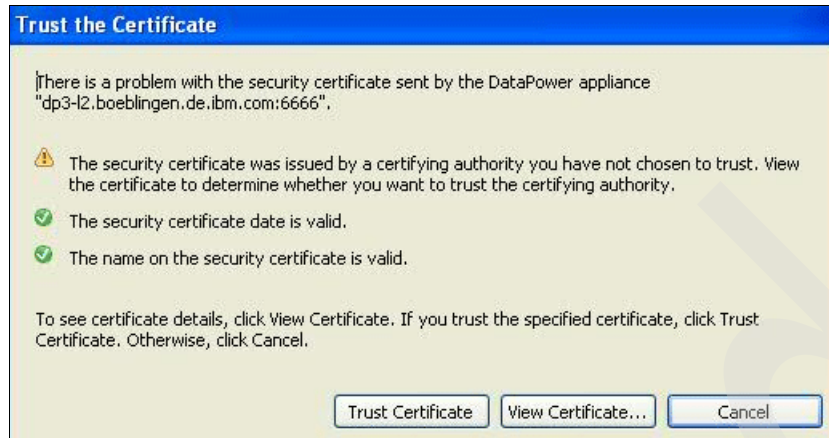 Trust the Certificate
There is a problem with the security certificate sent by the DataPower appliance
"dp3-l2.boeblingen.de.ibm.com:6666".
The security certificate was issued by a certifying authority you have not chosen to trust. View
the certificate to determine whether you want to trust the certifying authority.
The security certificate date is valid.
The name on the security certificate is valid.
To see certificate details, click View Certificate. If you trust the specified certificate, click Trust
Certificate. Otherwise, click Cancel.
Trust Certificate
View Certificate...
Cancel